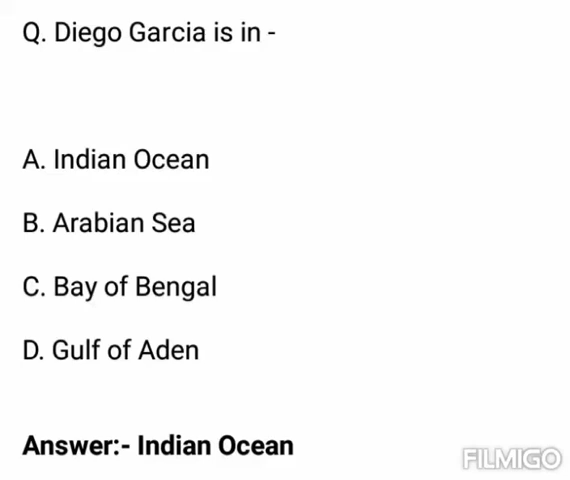 Q. Diego Garcia is in -
A. Indian Ocean
B. Arabian Sea
C. Bay of Bengal
D. Gulf of Aden
Answer:- Indian Ocean
FILMIGO